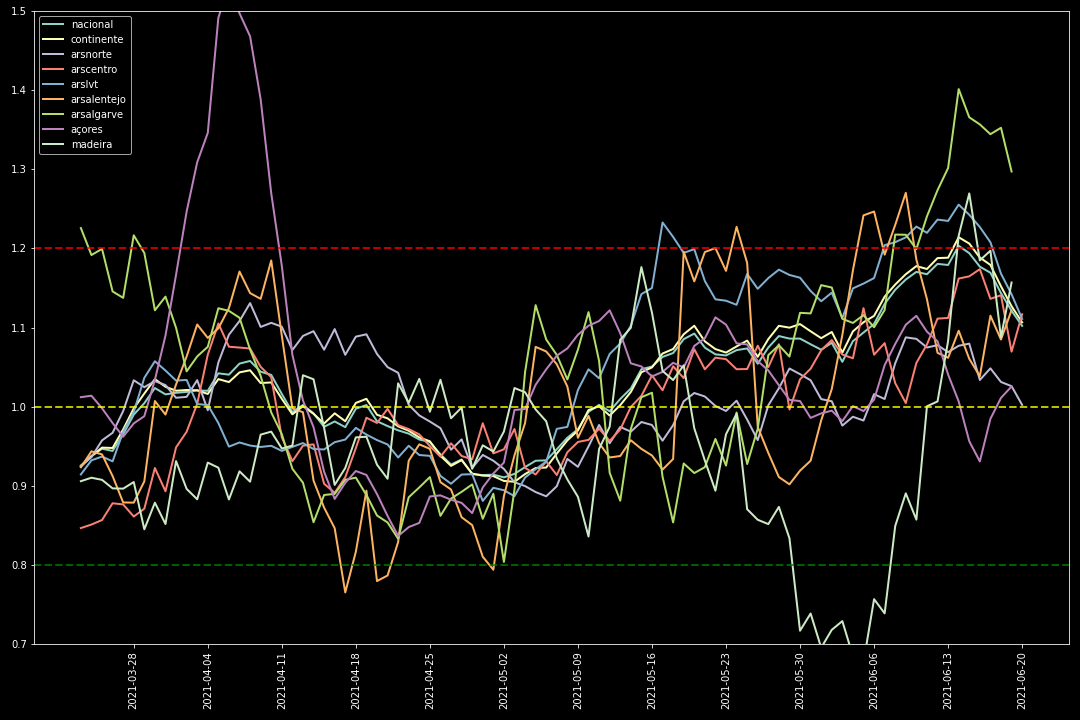 1.5
1.4
1.3
1.2
1.1
1.0
0.9
0.8
0.7
nacional
continente
arsnorte
arscentro
arslvt
arsalentejo
arsalgarve
açores
madeira
2021-03-28
2021-04-04
2021-04-11
2021-04-18
2021-04-25
2021-05-02
2021-05-09
2021-05-16
2021-05-23
2021-05-30
2021-06-06
2021-06-13
2021-06-20